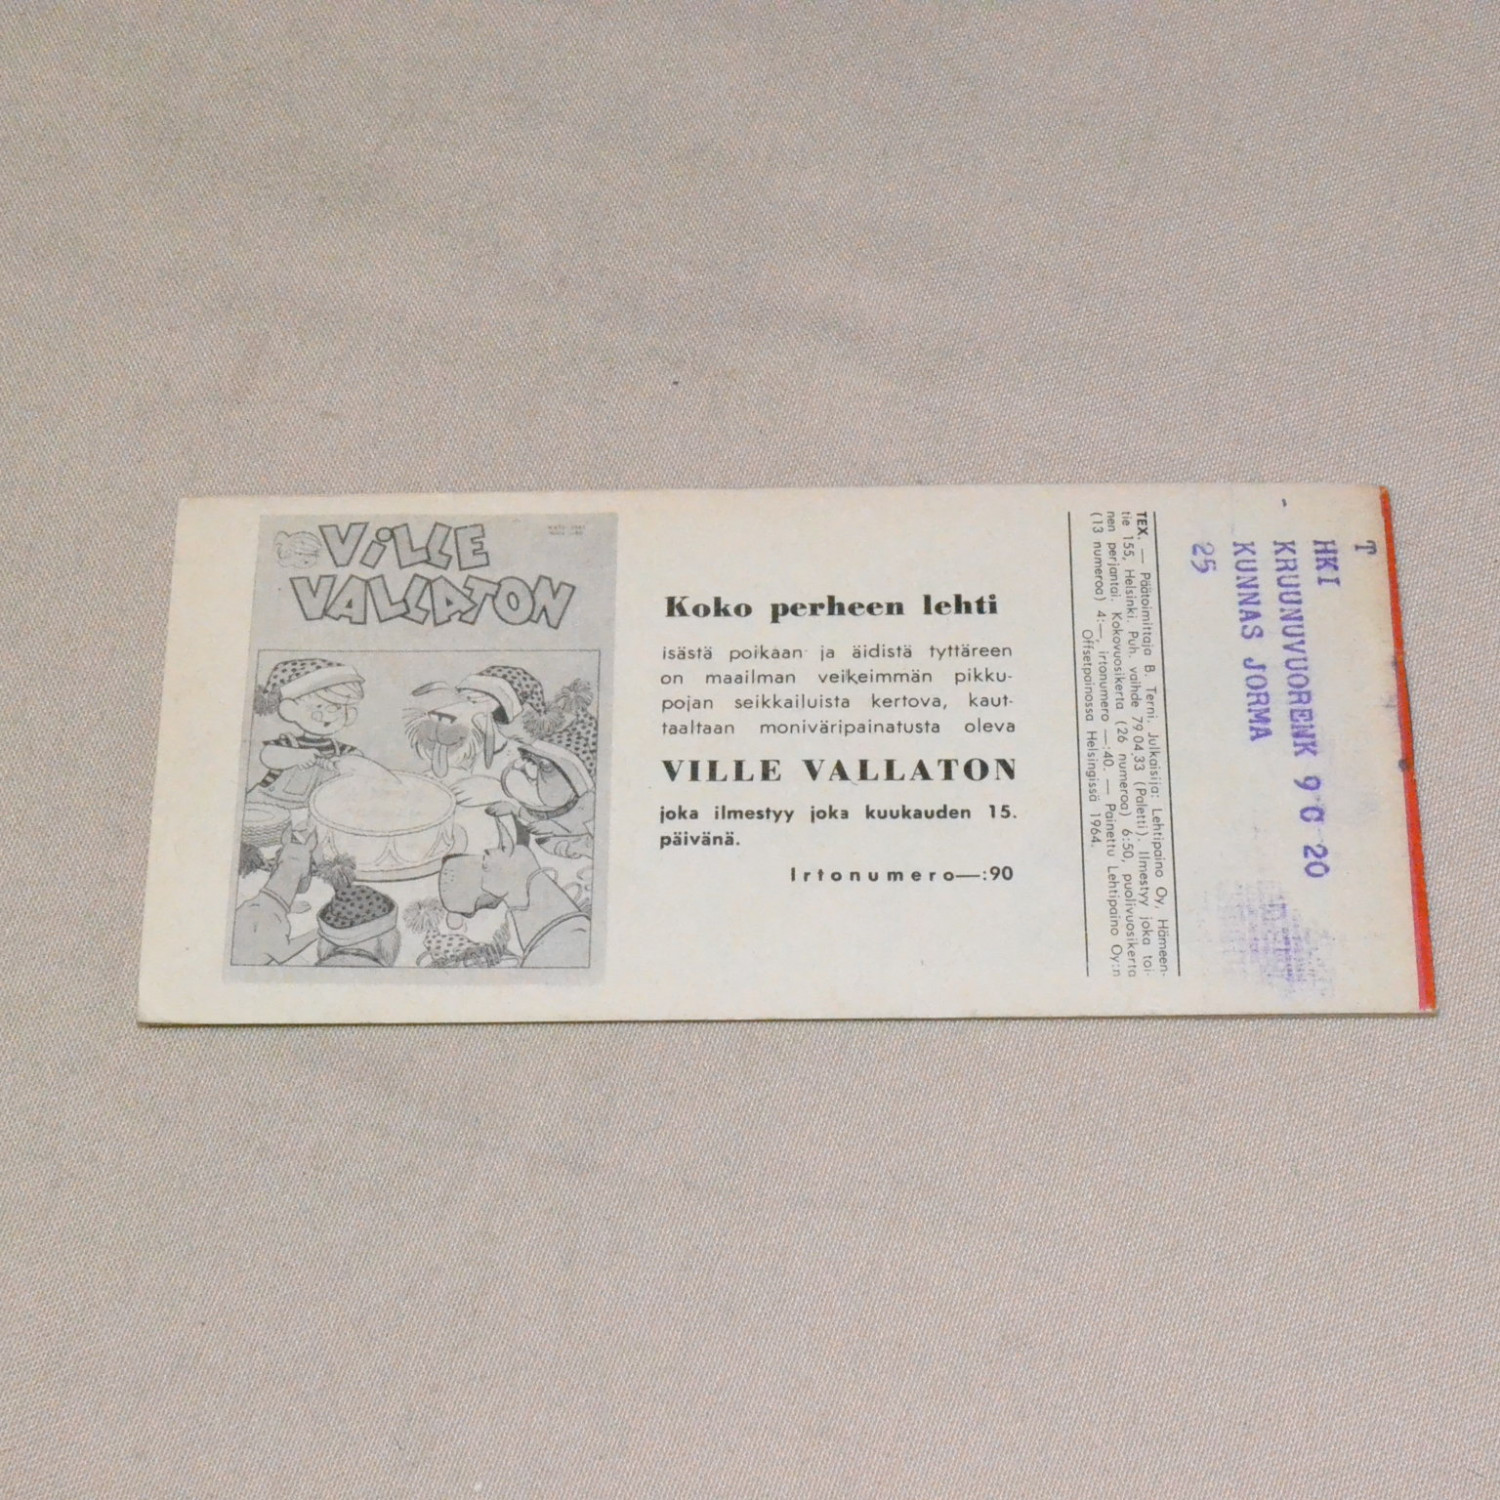 ViLLE
VALLATON
Koko perheen lehti
isästä poikaan ja äidistä tyttäreen
on maailman veikeimmän pikku-
pojan seikkailuista kertova, kaut-
taaltaan moniväripainatusta oleva
VILLE VALLATON
joka ilmestyy joka kuukauden 15.
päivänä.
Irtonumero—:90
TEX. — Päätoimittaja B. Terni. Julkaisija: Lehtipaino Oy, Hämeen-
tie 155, Helsinki. Puh. vaihde 79 04 33 (Paletti). Ilmestyy joka toi-
nen perjantai. Kokovuosikerta (26 numeroa) 6:50, puolivuosikerta
(13 numeroa) 4:—, irtonumero —:40. — Painettu Lehtipaino Oy:n
Offsetpainossa Helsingissä 1964.
T
HKI
KRUUNUVUORENK 9 C 20
KUNNAS JORMA
25